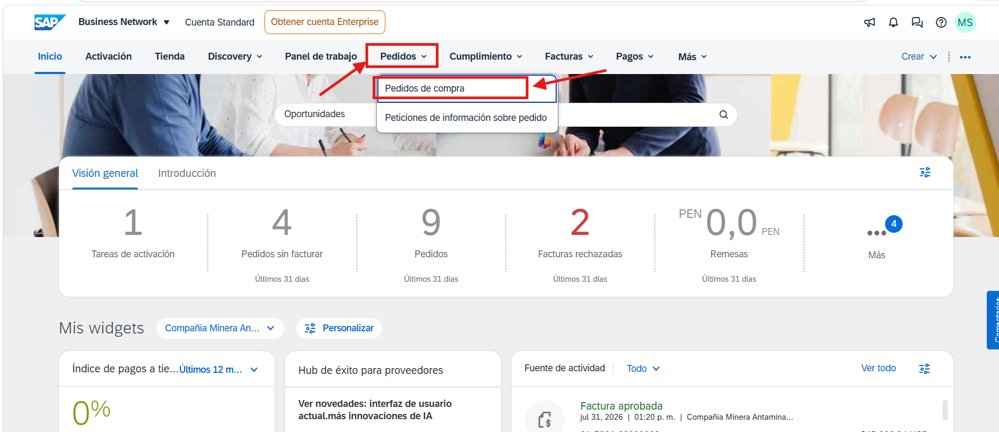 SAP Business Network Cuenta Standard Obtener cuenta Enterprise MS
Inicio Activación Tienda Discovery Panel de trabajo Pedidos Cumplimiento Facturas Pagos Más Crear
Pedidos de compra
Oportunidades
Peticiones de información sobre pedido
Visión general Introducción
1 4 9 2 PEN 0,0 PEN 4
Tareas de activación Pedidos sin facturar Pedidos Facturas rechazadas Remesas Más
Últimos 31 días Últimos 31 días Últimos 31 días Últimos 31 días
Mis widgets Compañia Minera An... Personalizar
Comentarios
Índice de pagos a tie... Últimos 12 m... Hub de éxito para proveedores Fuente de actividad Todo Ver todo
0%
Ver novedades: interfaz de usuario
actual.más innovaciones de IA
Factura aprobada
jul 31, 2026 | 01:20 p. m. | Compañia Minera Antamina...